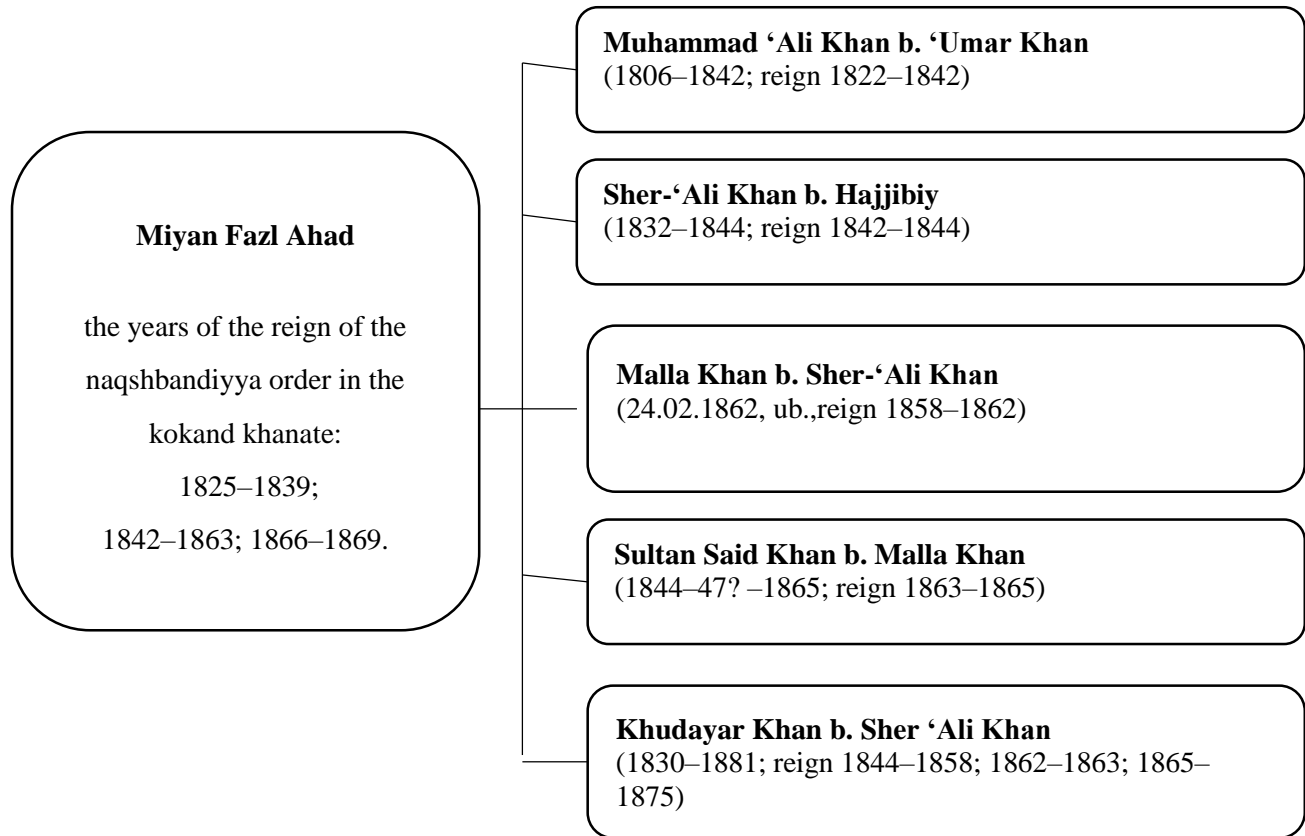 Miyan Fazl Ahad
the years of the reign of the
naqshbandiyya order in the
kokand khanate:
1825–1839;
1842–1863; 1866–1869.
Muhammad ‘Ali Khan b. ‘Umar Khan
(1806–1842; reign 1822–1842)
Sher-‘Ali Khan b. Hajjibiy
(1832–1844; reign 1842–1844)
Malla Khan b. Sher-‘Ali Khan
(24.02.1862, ub.,reign 1858–1862)
Sultan Said Khan b. Malla Khan
(1844–47? –1865; reign 1863–1865)
Khudayar Khan b. Sher ‘Ali Khan
(1830–1881; reign 1844–1858; 1862–1863; 1865–
1875)